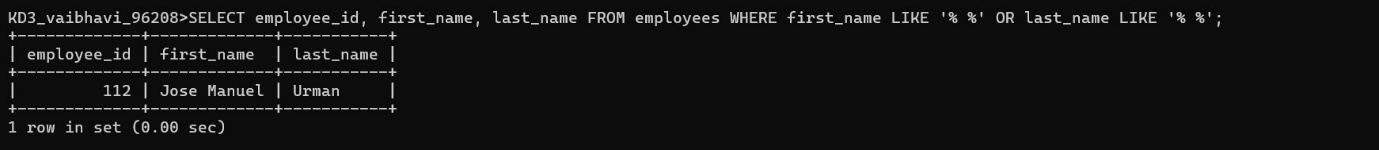 KD3_vaibhavi_96208>SELECT employee_id, first_name, last_name FROM employees WHERE first_name LIKE '% %' OR last_name LIKE '% %';
+-------------+-------------+-----------+
| employee_id | first_name  | last_name |
+-------------+-------------+-----------+
|         112 | Jose Manuel | Urman     |
+-------------+-------------+-----------+
1 row in set (0.00 sec)